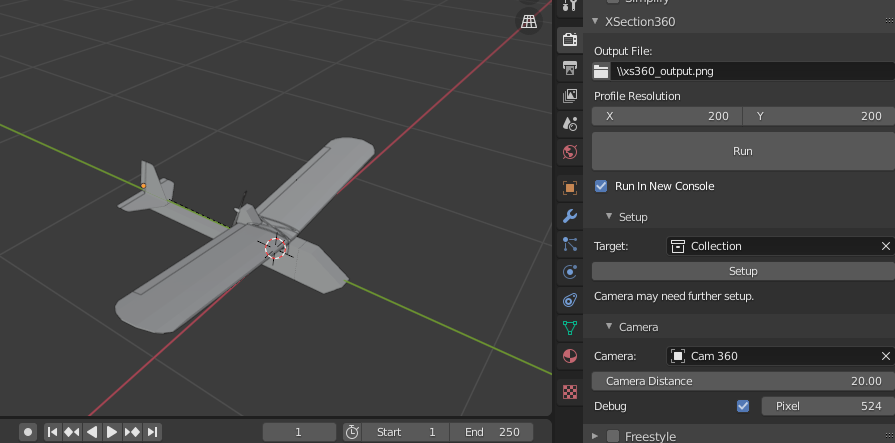 Simplify
XSection360
Output File:
\\xs360_output.png
Profile Resolution
X 200 Y 200
Run
Run In New Console
Setup
Target: Collection
Setup
Camera may need further setup.
Camera
Camera: Cam 360
Camera Distance 20.00
Debug Pixel 524
Freestyle
1 Start 1 End 250